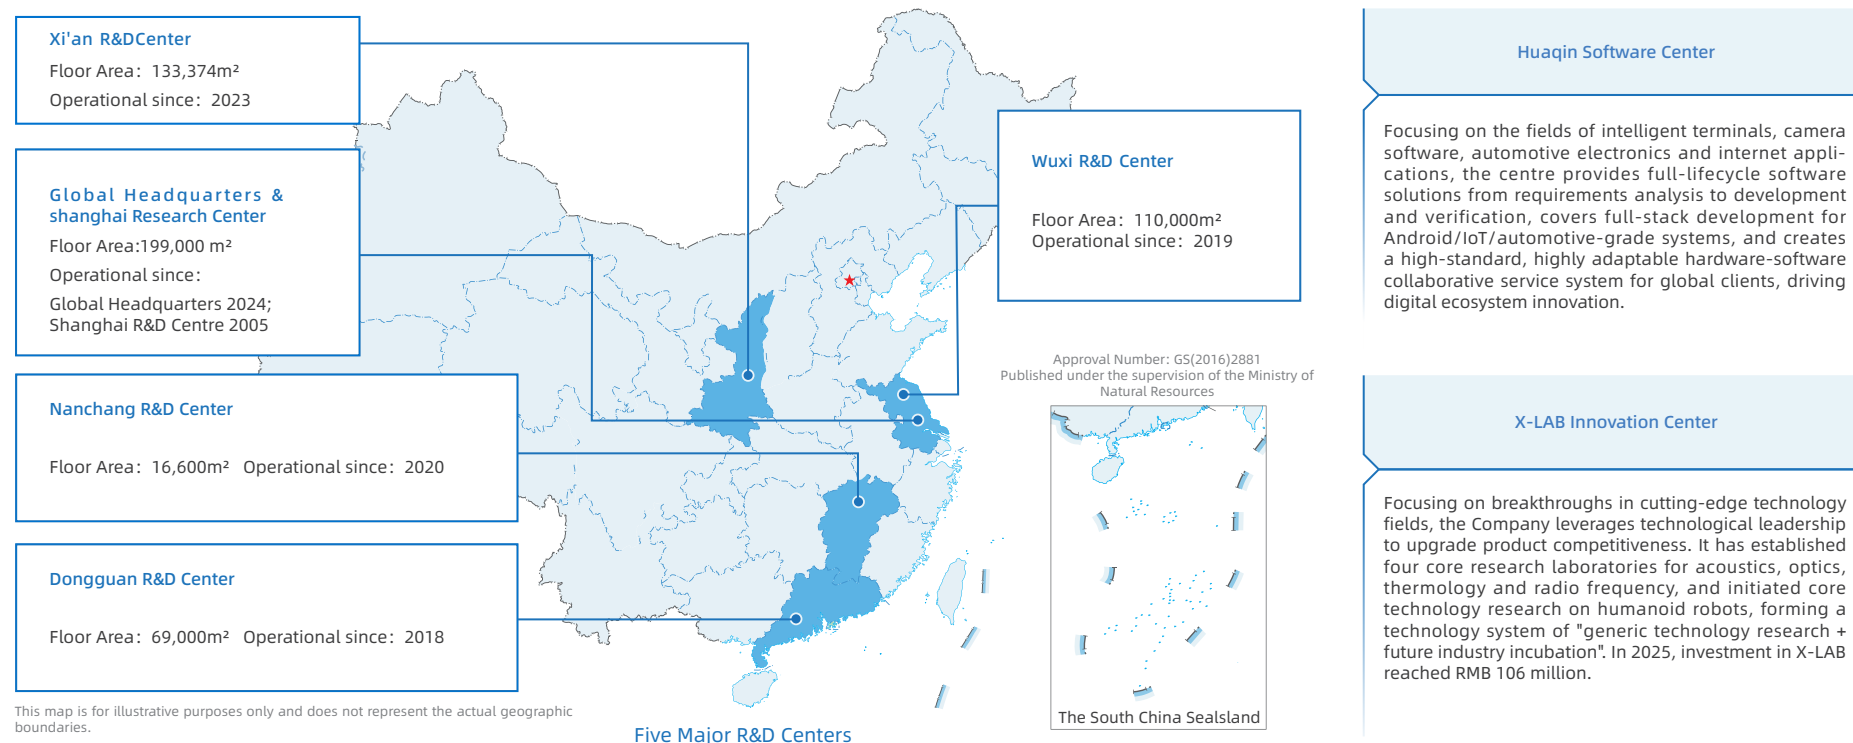 Xi'an R&DCenter
Floor Area: 133,374m²
Operational since: 2023
Global Headquarters &
shanghai Research Center
Floor Area:199,000 m²
Operational since:
Global Headquarters 2024;
Shanghai R&D Centre 2005
Nanchang R&D Center
Floor Area: 16,600m² Operational since: 2020
Dongguan R&D Center
Floor Area: 69,000m² Operational since: 2018
This map is for illustrative purposes only and does not represent the actual geographic
boundaries.
Five Major R&D Centers
Wuxi R&D Center
Floor Area: 110,000m²
Operational since: 2019
Approval Number: GS(2016)2881
Published under the supervision of the Ministry of
Natural Resources
The South China Sealsland
Huaqin Software Center
Focusing on the fields of intelligent terminals, camera
software, automotive electronics and internet appli-
cations, the centre provides full-lifecycle software
solutions from requirements analysis to development
and verification, covers full-stack development for
Android/IoT/automotive-grade systems, and creates
a high-standard, highly adaptable hardware-software
collaborative service system for global clients, driving
digital ecosystem innovation.
X-LAB Innovation Center
Focusing on breakthroughs in cutting-edge technology
fields, the Company leverages technological leadership
to upgrade product competitiveness. It has established
four core research laboratories for acoustics, optics,
thermology and radio frequency, and initiated core
technology research on humanoid robots, forming a
technology system of "generic technology research +
future industry incubation". In 2025, investment in X-LAB
reached RMB 106 million.